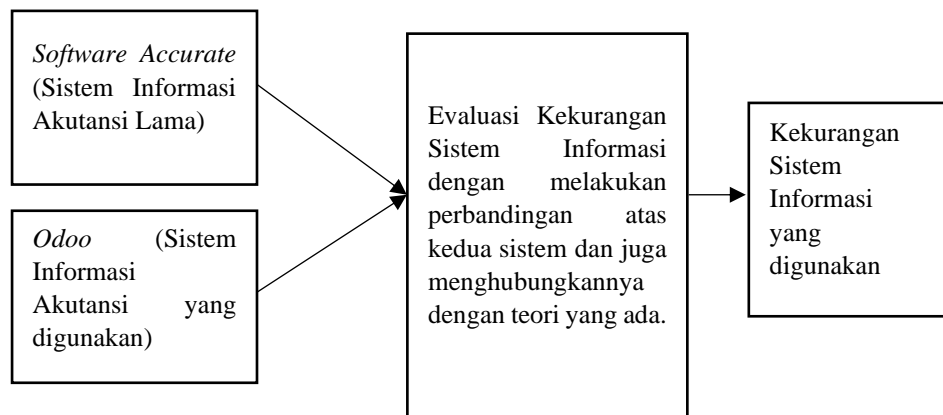 Software Accurate
(Sistem Informasi
Akutansi Lama)
Odoo (Sistem
Informasi
Akutansi yang
digunakan)
Evaluasi Kekurangan
Sistem Informasi
dengan melakukan
perbandingan atas
kedua sistem dan juga
menghubungkannya
dengan teori yang ada.
Kekurangan
Sistem
Informasi
yang
digunakan